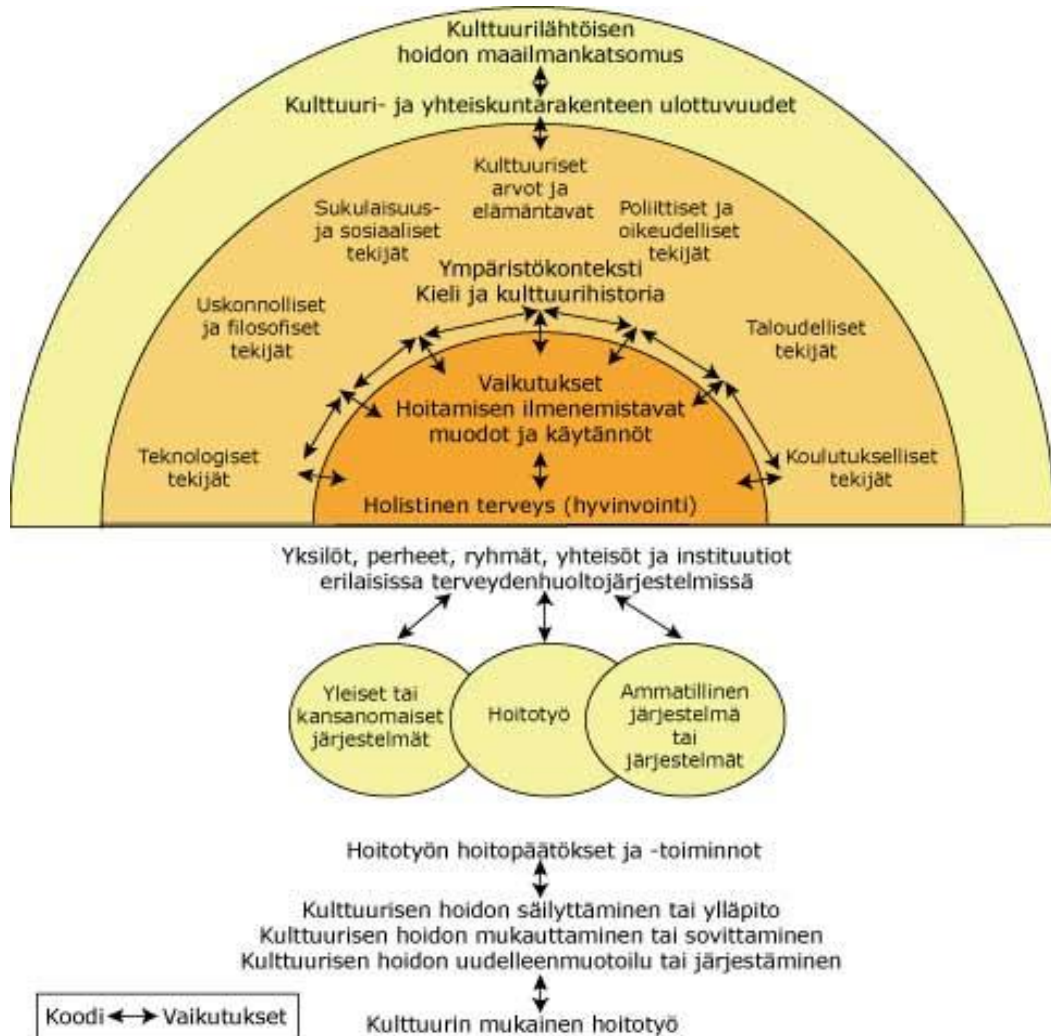 Kulttuurilähtöisen
hoidon maailmankatsomus
Kulttuuri- ja yhteiskuntarakenteen ulottuvuudet
Kulttuuriset
arvot ja
elämäntavat
Sukulaisuus-
ja sosiaaliset
tekijät
Poliittiset ja
oikeudelliset
tekijät
Ympäristökonteksti
Kieli ja kulttuurihistoria
Uskonnolliset
ja filosofiset
tekijät
Taloudelliset
tekijät
Vaikutukset
Hoitamisen ilmenemistavat
muodot ja käytännöt
Teknologiset
tekijät
Koulutukselliset
tekijät
Holistinen terveys (hyvinvointi)
Yksilöt, perheet, ryhmät, yhteisöt ja instituutiot
erilaisissa terveydenhuoltojärjestelmissä
Yleiset tai
kansanomaiset
järjestelmät
Hoitotyö
Ammatillinen
järjestelmä
tai
järjestelmät
Hoitotyön hoitopäätökset ja -toiminnot
Kulttuurisen hoidon säilyttäminen tai ylläpito
Kulttuurisen hoidon mukauttaminen tai sovittaminen
Kulttuurisen hoidon uudelleenmuotoilu tai järjestäminen
Kulttuurin mukainen hoitotyö
Koodi Vaikutukset